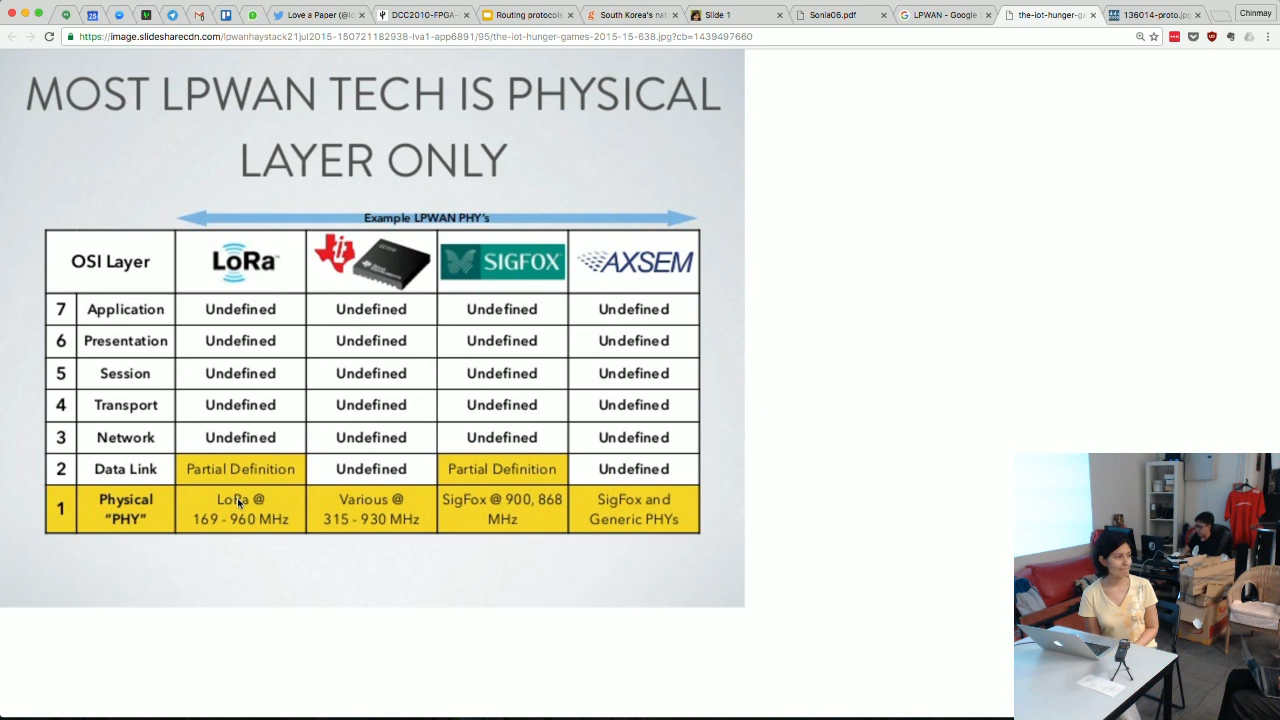 Love a Paper (@lo
DCC2010-FPGA-
Routing protocols
South Korea's nat
Slide 1
Sonia06.pdf
LPWAN - Google
the-iot-hunger-ga
136014-proto.jpg
Chinmay
https://image.slidesharecdn.com/lpwanhaystack21jul2015-150721182938-lva1-app6891/95/the-iot-hunger-games-2015-15-638.jpg?cb=1439497660
MOST LPWAN TECH IS PHYSICAL
LAYER ONLY
Example LPWAN PHY's
OSI Layer LoRa SIGFOX AXSEM
7 Application Undefined Undefined Undefined Undefined
6 Presentation Undefined Undefined Undefined Undefined
5 Session Undefined Undefined Undefined Undefined
4 Transport Undefined Undefined Undefined Undefined
3 Network Undefined Undefined Undefined Undefined
2 Data Link Partial Definition Undefined Partial Definition Undefined
1 Physical "PHY" LoRa @ 169 - 960 MHz Various @ 315 - 930 MHz SigFox @ 900, 868 MHz SigFox and Generic PHYs